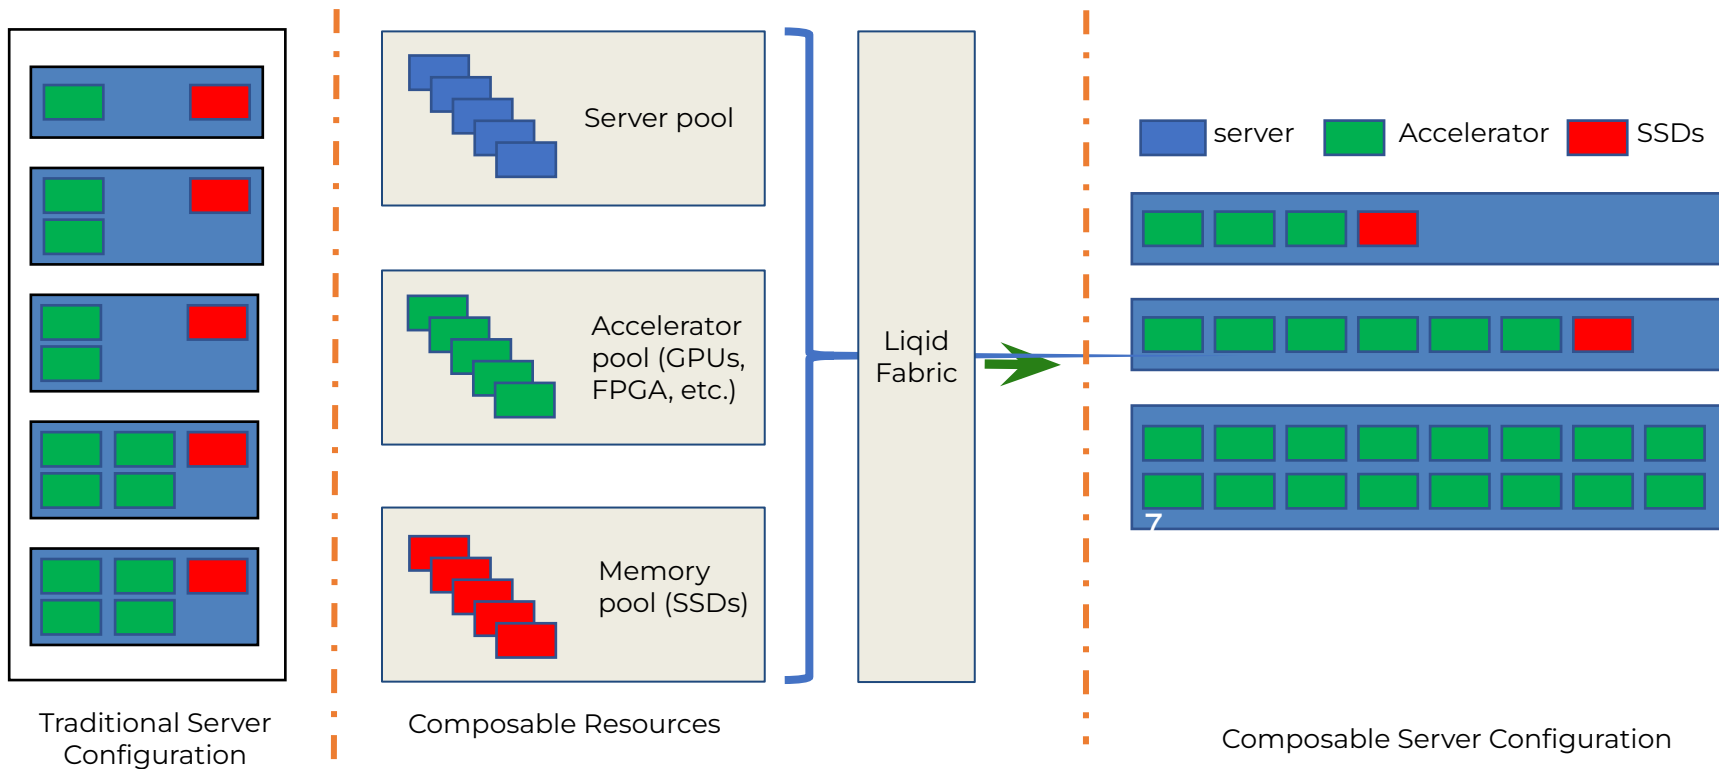 Server pool
Accelerator
pool (GPUs,
FPGA, etc.)
Memory
pool (SSDs)
Liqid
Fabric
server
Accelerator
SSDs
7
Traditional Server
Configuration
Composable Resources
Composable Server Configuration